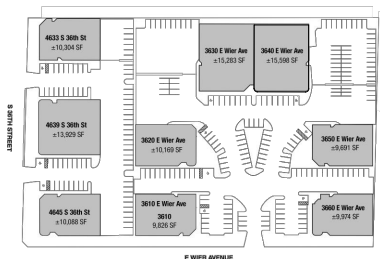 4633 S 36th St
±10,304 SF
3630 E Wier Ave
±15,283 SF
3640 E Wier Ave
±15,598 SF
4639 S 36th St
±13,929 SF
3620 E Wier Ave
±10,169 SF
3650 E Wier Ave
±9,691 SF
4645 S 36th St
±10,088 SF
3610 E Wier Ave
3610
9,826 SF
3660 E Wier Ave
±9,974 SF
S 36TH STREET
E WIER AVENUE